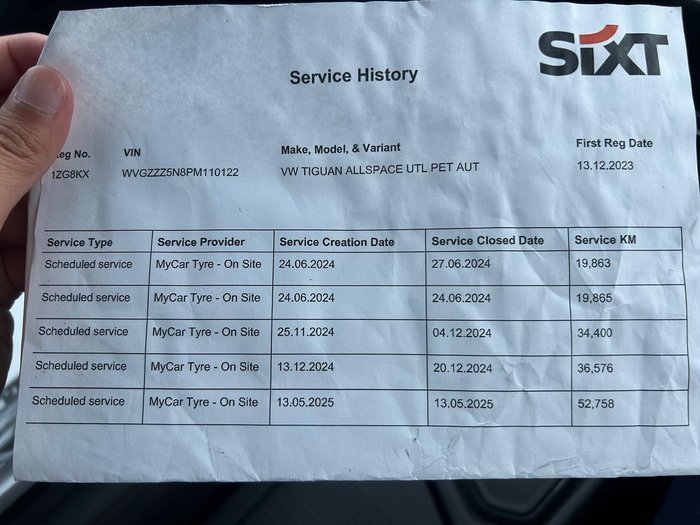 SIXT
Service History
eg No. VIN Make, Model, & Variant First Reg Date
1ZG8KX WVGZZZ5N8PM110122 VW TIGUAN ALLSPACE UTL PET AUT 13.12.2023
Service Type Service Provider Service Creation Date Service Closed Date Service KM
Scheduled service MyCar Tyre - On Site 24.06.2024 27.06.2024 19,863
Scheduled service MyCar Tyre - On Site 24.06.2024 24.06.2024 19,865
Scheduled service MyCar Tyre - On Site 25.11.2024 04.12.2024 34,400
Scheduled service MyCar Tyre - On Site 13.12.2024 20.12.2024 36,576
Scheduled service MyCar Tyre - On Site 13.05.2025 13.05.2025 52,758